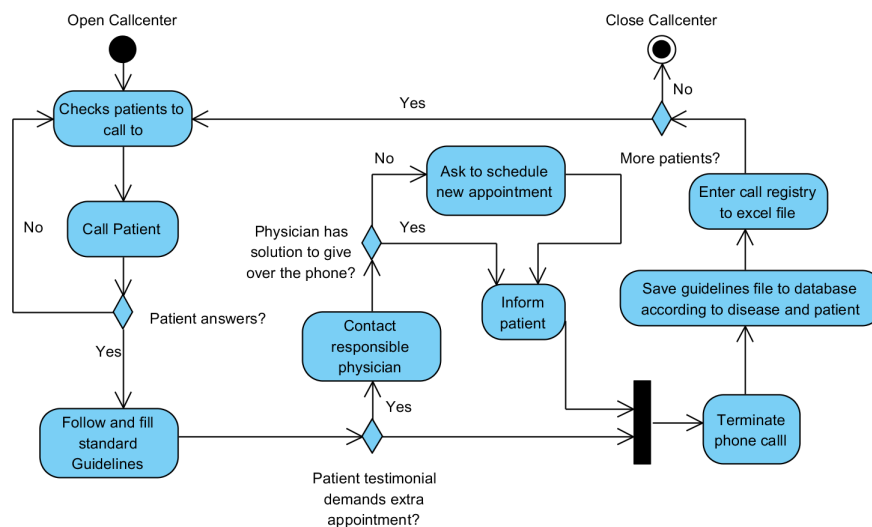 Open Callcenter
Close Callcenter
Checks patients to
call to
Yes
No
No
Ask to schedule
new appointment
More patients?
Enter call registry
to excel file
Call Patient
No
Physician has
solution to give
over the phone?
Yes
Save guidelines file to database
according to disease and patient
Inform
patient
Patient answers?
Contact
responsible
physician
Yes
Yes
Follow and fill
standard
Guidelines
Terminate
phone calll
Patient testimonial
demands extra
appointment?